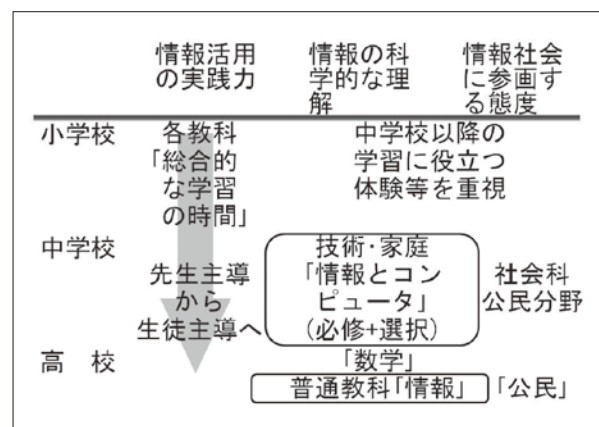 情報活用
の実践力
情報の科
学的な理
解
情報社会
に参画す
る態度
小学校
各教科
「総合的
な学習
の時間」
中学校以降の
学習に役立つ
体験等を重視
中学校
先生主導
から
生徒主導へ
技術・家庭
「情報とコン
ピュータ」
(必修+選択)
社会科
公民分野
高 校
「数学」
普通教科「情報」
「公民」